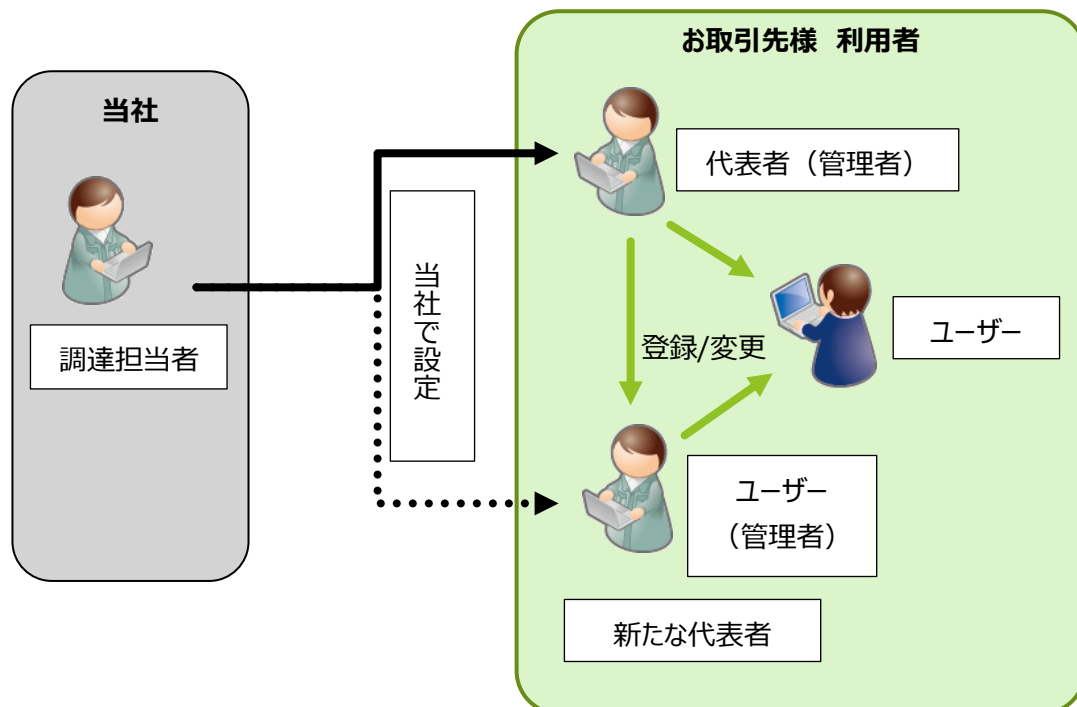 お取引先様 利用者
当社
代表者（管理者）
当社で設定
ユーザー
登録/変更
調達担当者
ユーザー
（管理者）
新たな代表者